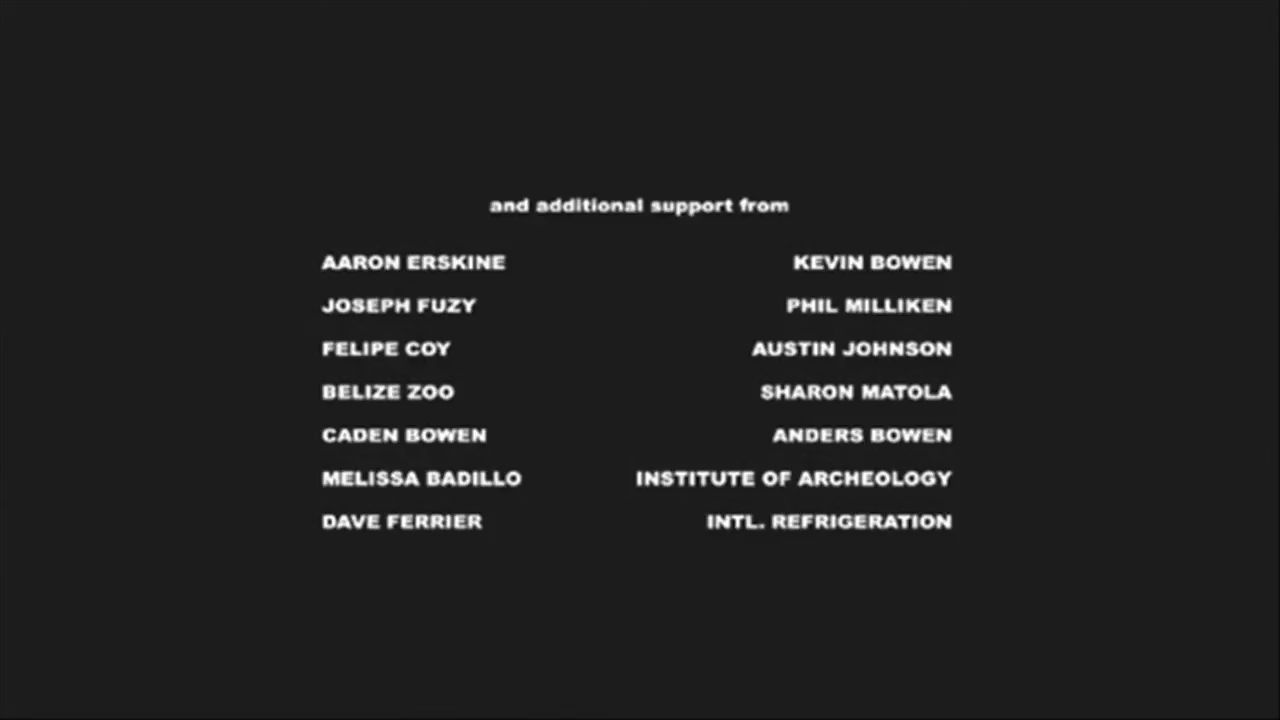 and additional support from
AARON ERSKINE KEVIN BOWEN
JOSEPH FUZY PHIL MILLIKEN
FELIPE COY AUSTIN JOHNSON
BELIZE ZOO SHARON MATOLA
CADEN BOWEN ANDERS BOWEN
MELISSA BADILLO INSTITUTE OF ARCHEOLOGY
DAVE FERRIER INTL. REFRIGERATION